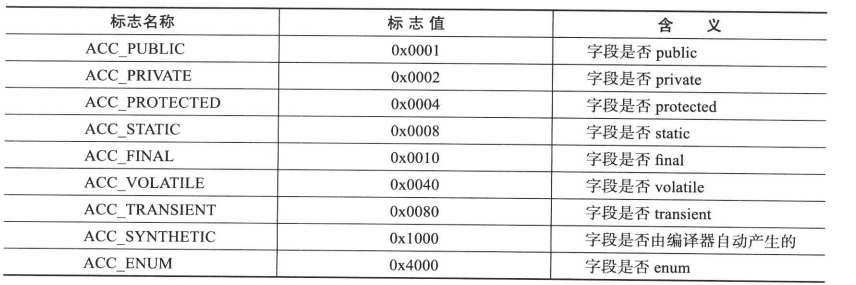 标志名称 标志值 含义
ACC_PUBLIC 0x0001 字段是否 public
ACC_PRIVATE 0x0002 字段是否 private
ACC_PROTECTED 0x0004 字段是否 protected
ACC_STATIC 0x0008 字段是否 static
ACC_FINAL 0x0010 字段是否 final
ACC_VOLATILE 0x0040 字段是否 volatile
ACC_TRANSIENT 0x0080 字段是否 transient
ACC_SYNTHETIC 0x1000 字段是否由编译器自动产生的
ACC_ENUM 0x4000 字段是否 enum